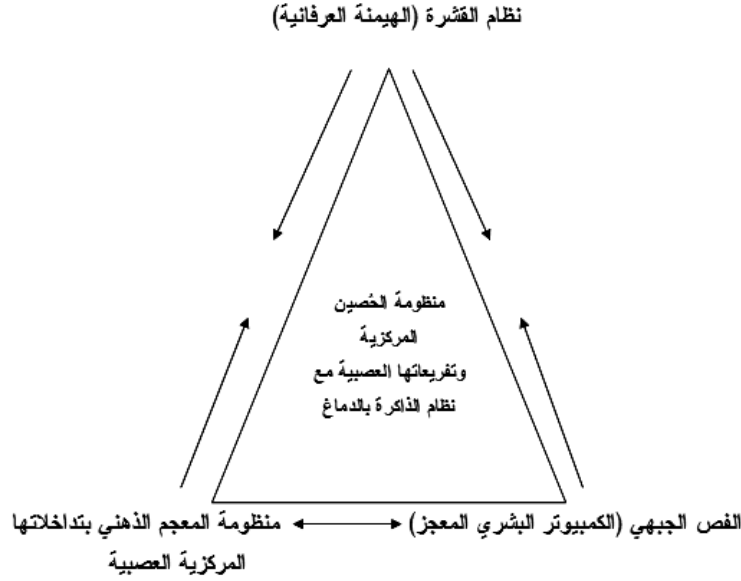 نظام القشرة (الهيمنة العرفانية)
منظومة الحُصين
المركزية
وتفريعاتها العصبية مع
نظام الذاكرة بالدماغ
الفص الجبهي (الكمبيوتر البشري المعجز)
منظومة المعجم الذهني بتداخلاتها
المركزية العصبية